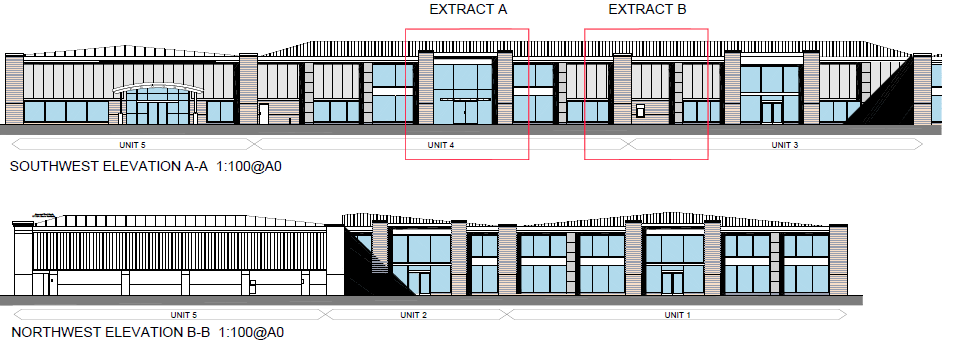 EXTRACT A EXTRACT B
UNIT 5 UNIT 4 UNIT 3
SOUTHWEST ELEVATION A-A 1:100@A0
UNIT 5 UNIT 2 UNIT 1
NORTHWEST ELEVATION B-B 1:100@A0